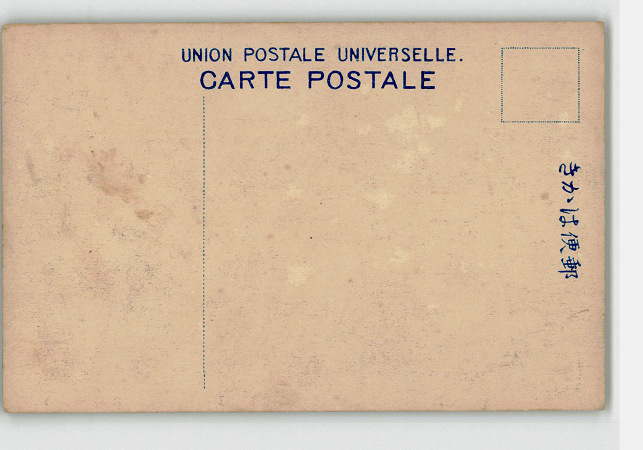 UNION POSTALE UNIVERSELLE.
CARTE POSTALE
きかは便郵